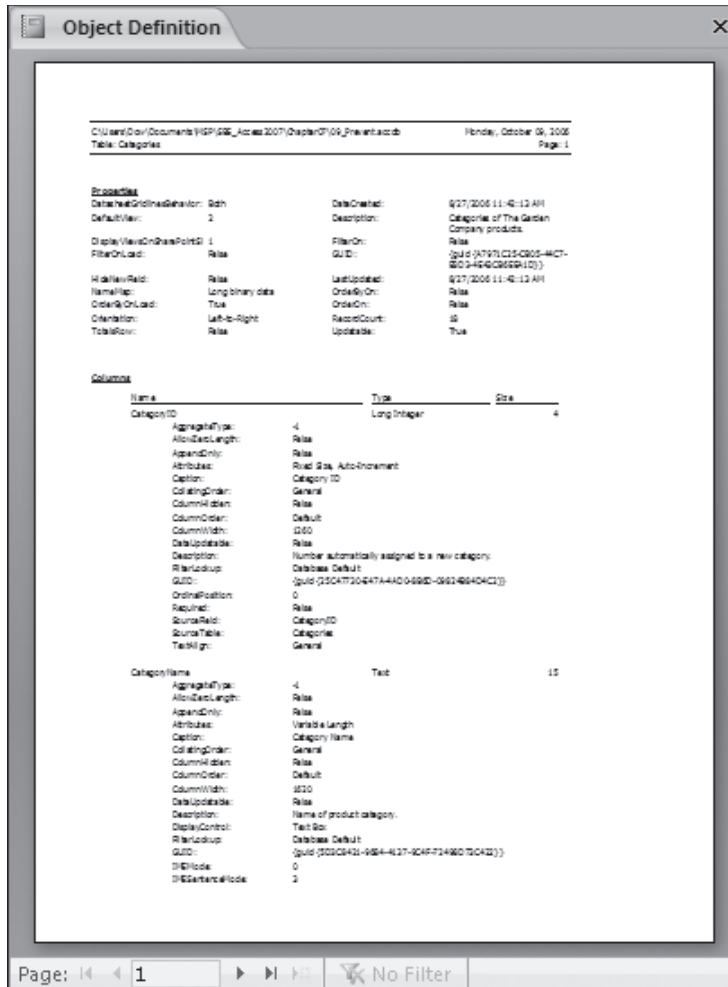 Object Definition
C:\Users\Dow\Documents\MSP\SBS_Access2007\Chapter07\09_Prevent.accdb Monday, October 09, 2006
Table: Categories Page: 1
Properties
DatasheetGridlinesBehavior: Both DateCreated: 9/27/2006 11:42:13 AM
DefaultView: 2 Description: Categories of The Garden
Company products.
DisplayViewsOnSharePointSi 1 FilterOn: False
FilterOnLoad: False GUID:
HideNewField: False LastUpdated: 9/27/2006 11:42:13 AM
NameMap: Long binary data OrderByOn: False
OrderByOnLoad: True OrderOn: False
Orientation: Left-to-Right RecordCount:
TotalsRow: False Updatable: True
Columns
Name Type Size
CategoryID Long Integer 4
AggregateType: -1
AllowZeroLength: False
AppendOnly: False
Attributes: Fixed Size, Auto-Increment
Caption: Category ID
CollatingOrder: General
ColumnHidden: False
ColumnOrder: Default
ColumnWidth: 1260
DataUpdatable: False
Description: Number automatically assigned to a new category.
FilterLookup: Database Default
GUID:
OrdinalPosition: 0
Required: False
SourceField: CategoryID
SourceTable: Categories
TextAlign: General
CategoryName Text 15
AggregateType: -1
AllowZeroLength: False
AppendOnly: False
Attributes: Variable Length
Caption: Category Name
CollatingOrder: General
ColumnHidden: False
ColumnOrder: Default
ColumnWidth:
DataUpdatable: False
Description: Name of product category.
DisplayControl: Text Box
FilterLookup: Database Default
GUID:
IMEMode: 0
IMESentenceMode: 3
Page: 1 No Filter